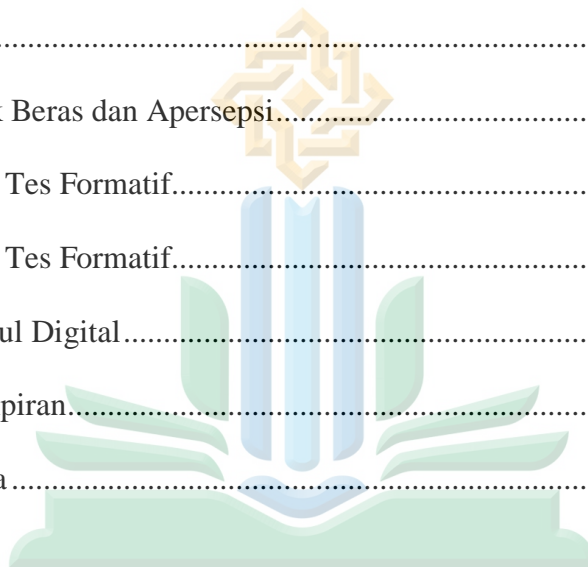 ....................................................................
Beras dan Apersepsi....................................
Tes Formatif................................................
Tes Formatif................................................
ul Digital.......................................................
piran..............................................................
a......................................................................